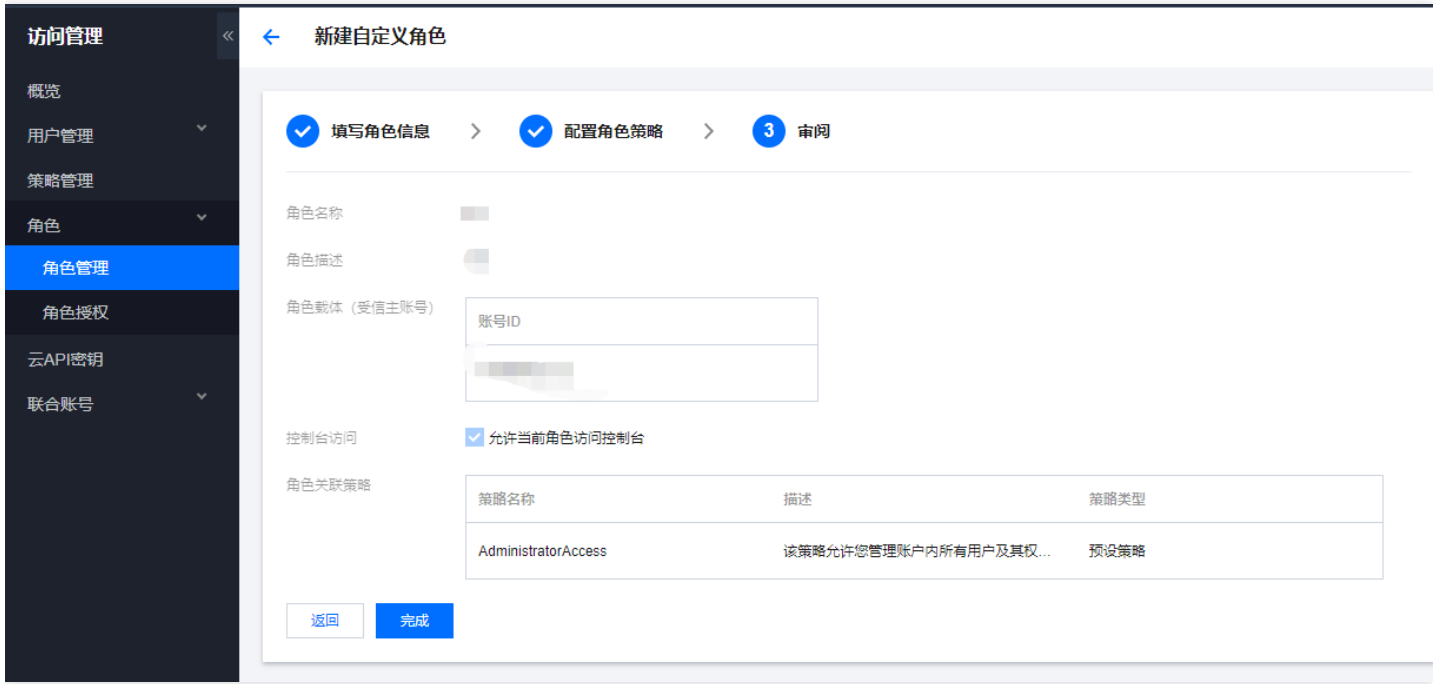 访问管理
«
新建自定义角色
概览
用户管理
策略管理
角色
角色管理
角色授权
云API密钥
联合账号
填写角色信息
配置角色策略
3 审阅
角色名称
角色描述
角色载体（受信主账号）
账号ID
控制台访问 允许当前角色访问控制台
角色关联策略
策略名称 描述 策略类型
AdministratorAccess 该策略允许您管理账户内所有用户及其权... 预设策略
返回 完成